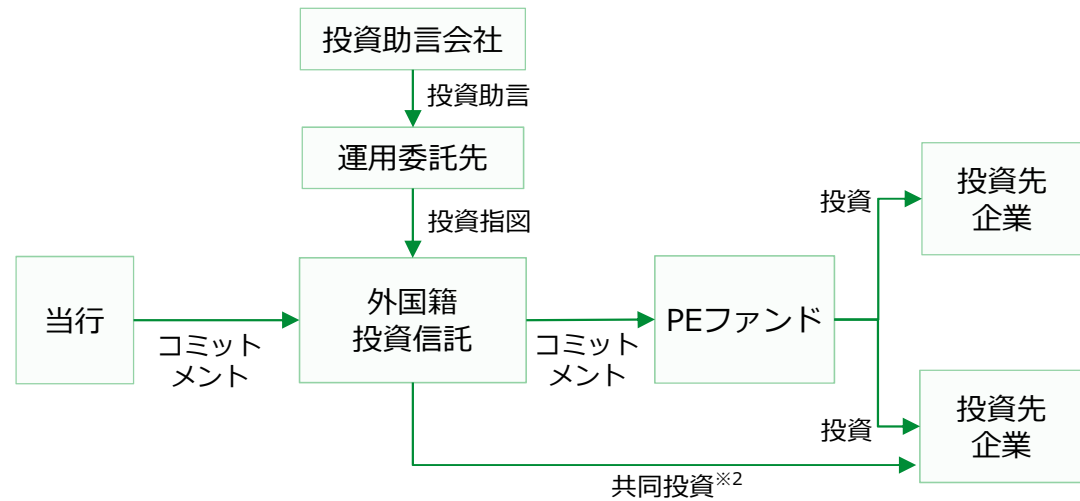 投資助言会社
投資助言
運用委託先
投資指図
当行
コミット
メント
外国籍
投資信託
コミット
メント
PEファンド
投資
投資先
企業
投資
投資先
企業
共同投資※2